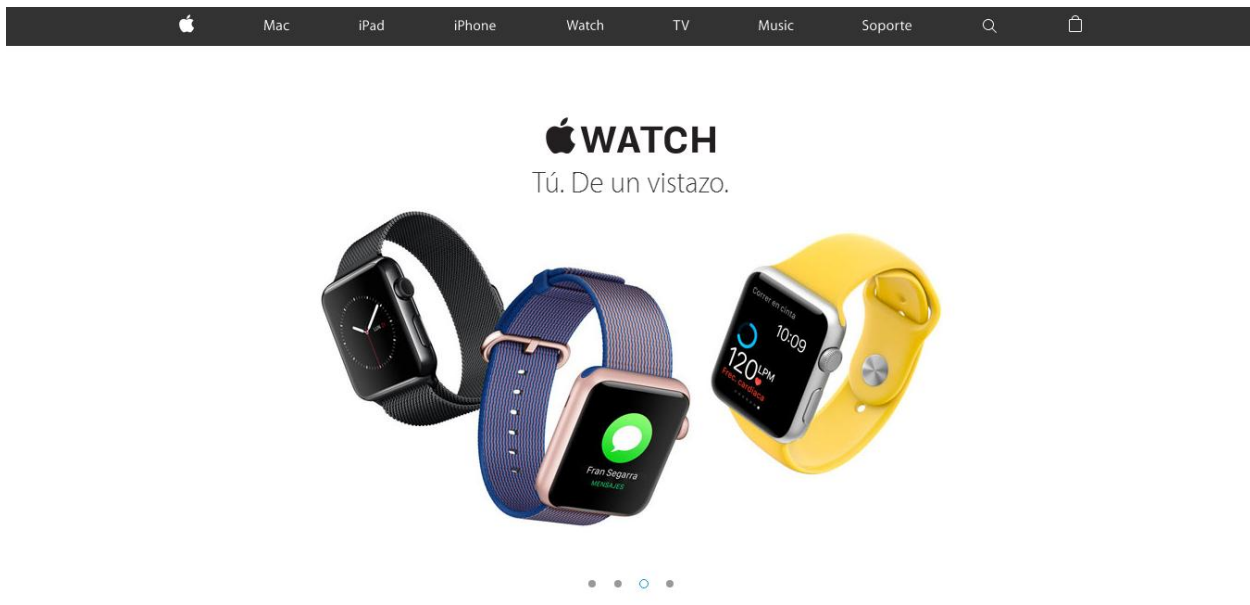 Mac iPad iPhone Watch TV Music Soporte
WATCH
Tú. De un vistazo.
Correr en cinta
10:09
120LPM
Frec. cardiaca
Fran Segarra
MENSAJES